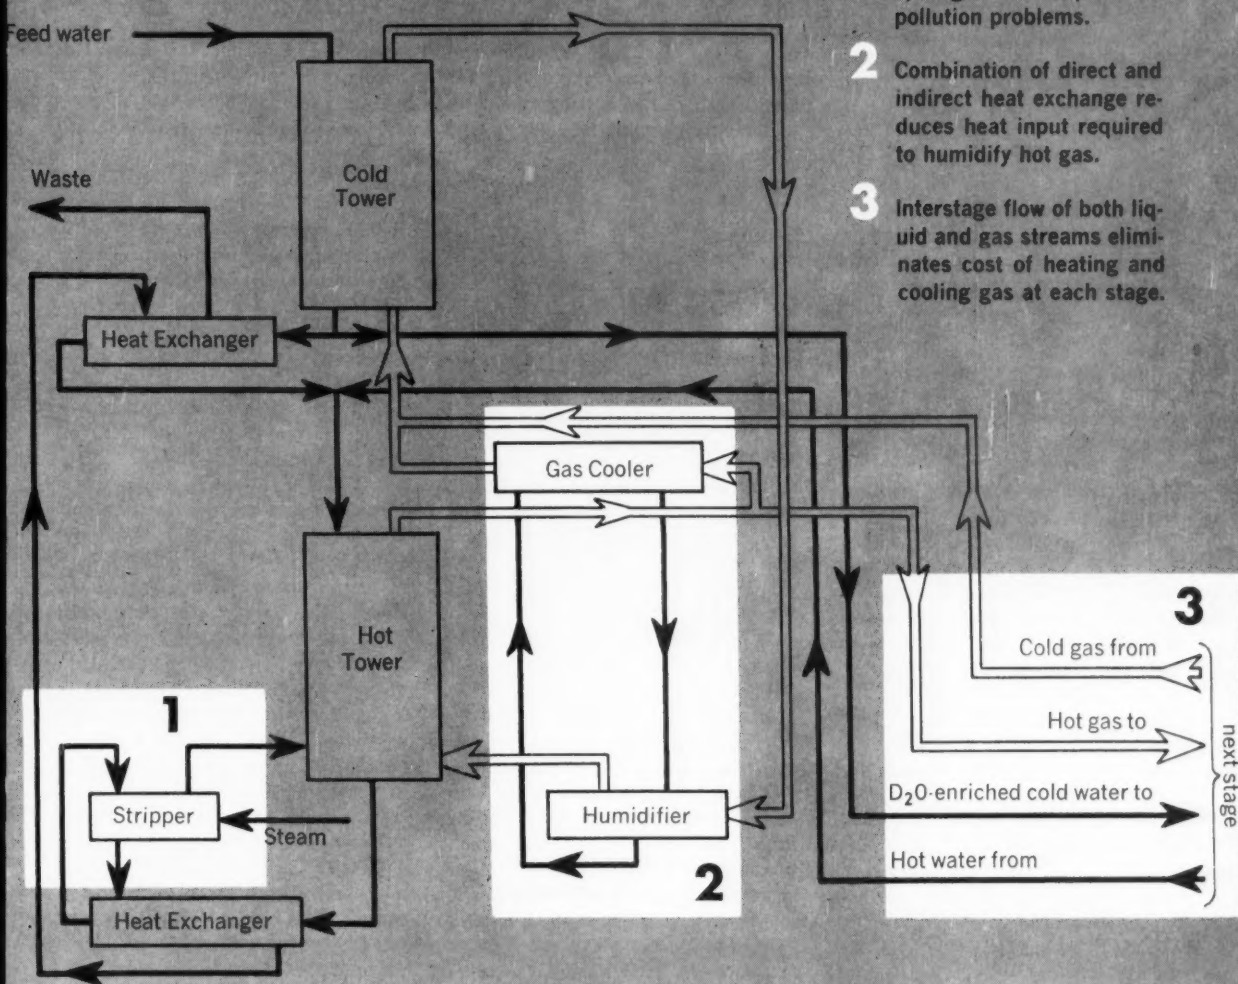 pollution problems.
2 Combination of direct and
indirect heat exchange re-
duces heat input required
to humidify hot gas.
3 Interstage flow of both liq-
uid and gas streams elimi-
nates cost of heating and
cooling gas at each stage.
Feed water
Cold
Tower
Waste
Heat Exchanger
Gas Cooler
Hot
Tower
1
Stripper
Steam
Heat Exchanger
Humidifier
2
3
Cold gas from
Hot gas to
D₂O-enriched cold water to
Hot water from
next stage